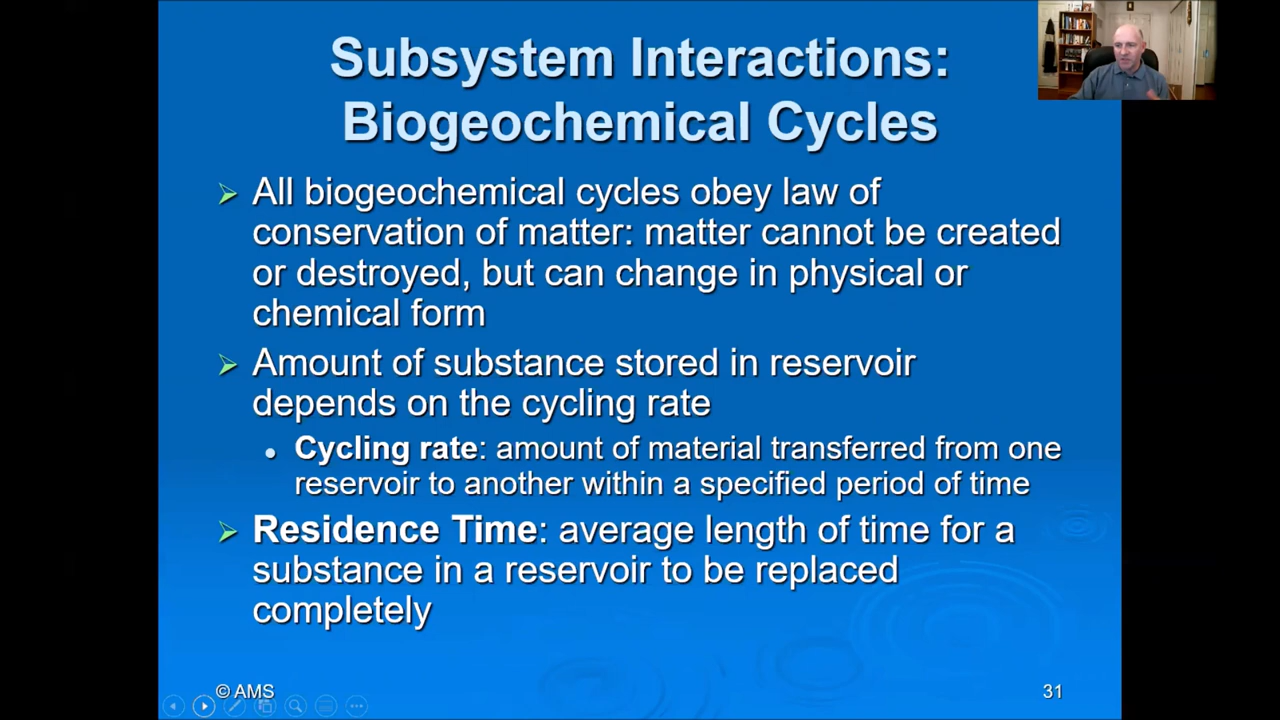 Subsystem Interactions:
Biogeochemical Cycles
All biogeochemical cycles obey law of
conservation of matter: matter cannot be created
or destroyed, but can change in physical or
chemical form
Amount of substance stored in reservoir
depends on the cycling rate
Cycling rate: amount of material transferred from one
reservoir to another within a specified period of time
Residence Time: average length of time for a
substance in a reservoir to be replaced
completely
© AMS
31